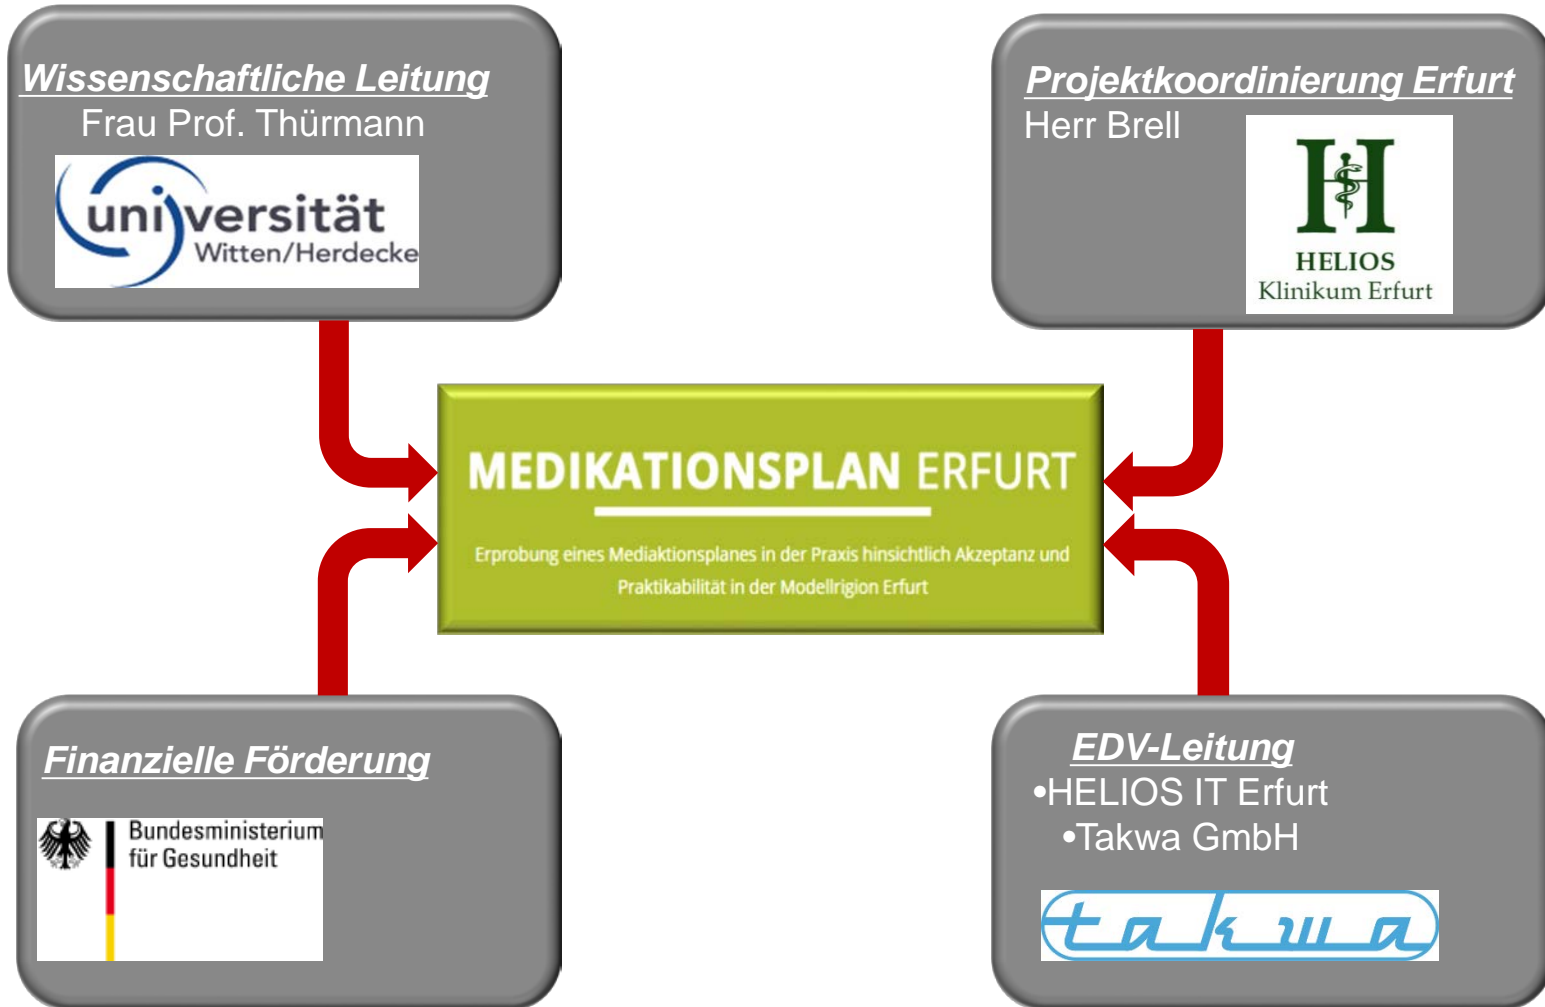 Wissenschaftliche Leitung
Frau Prof. Thürmann
universität
Witten/Herdecke
Projektkoordinierung Erfurt
Herr Brell
H
HELIOS
Klinikum Erfurt
MEDIKATIONSPLAN ERFURT
Erprobung eines Mediaktionsplanes in der Praxis hinsichtlich Akzeptanz und
Praktikabilität in der Modellrigion Erfurt
Finanzielle Förderung
Bundesministerium
für Gesundheit
EDV-Leitung
•HELIOS IT Erfurt
•Takwa GmbH
takwa